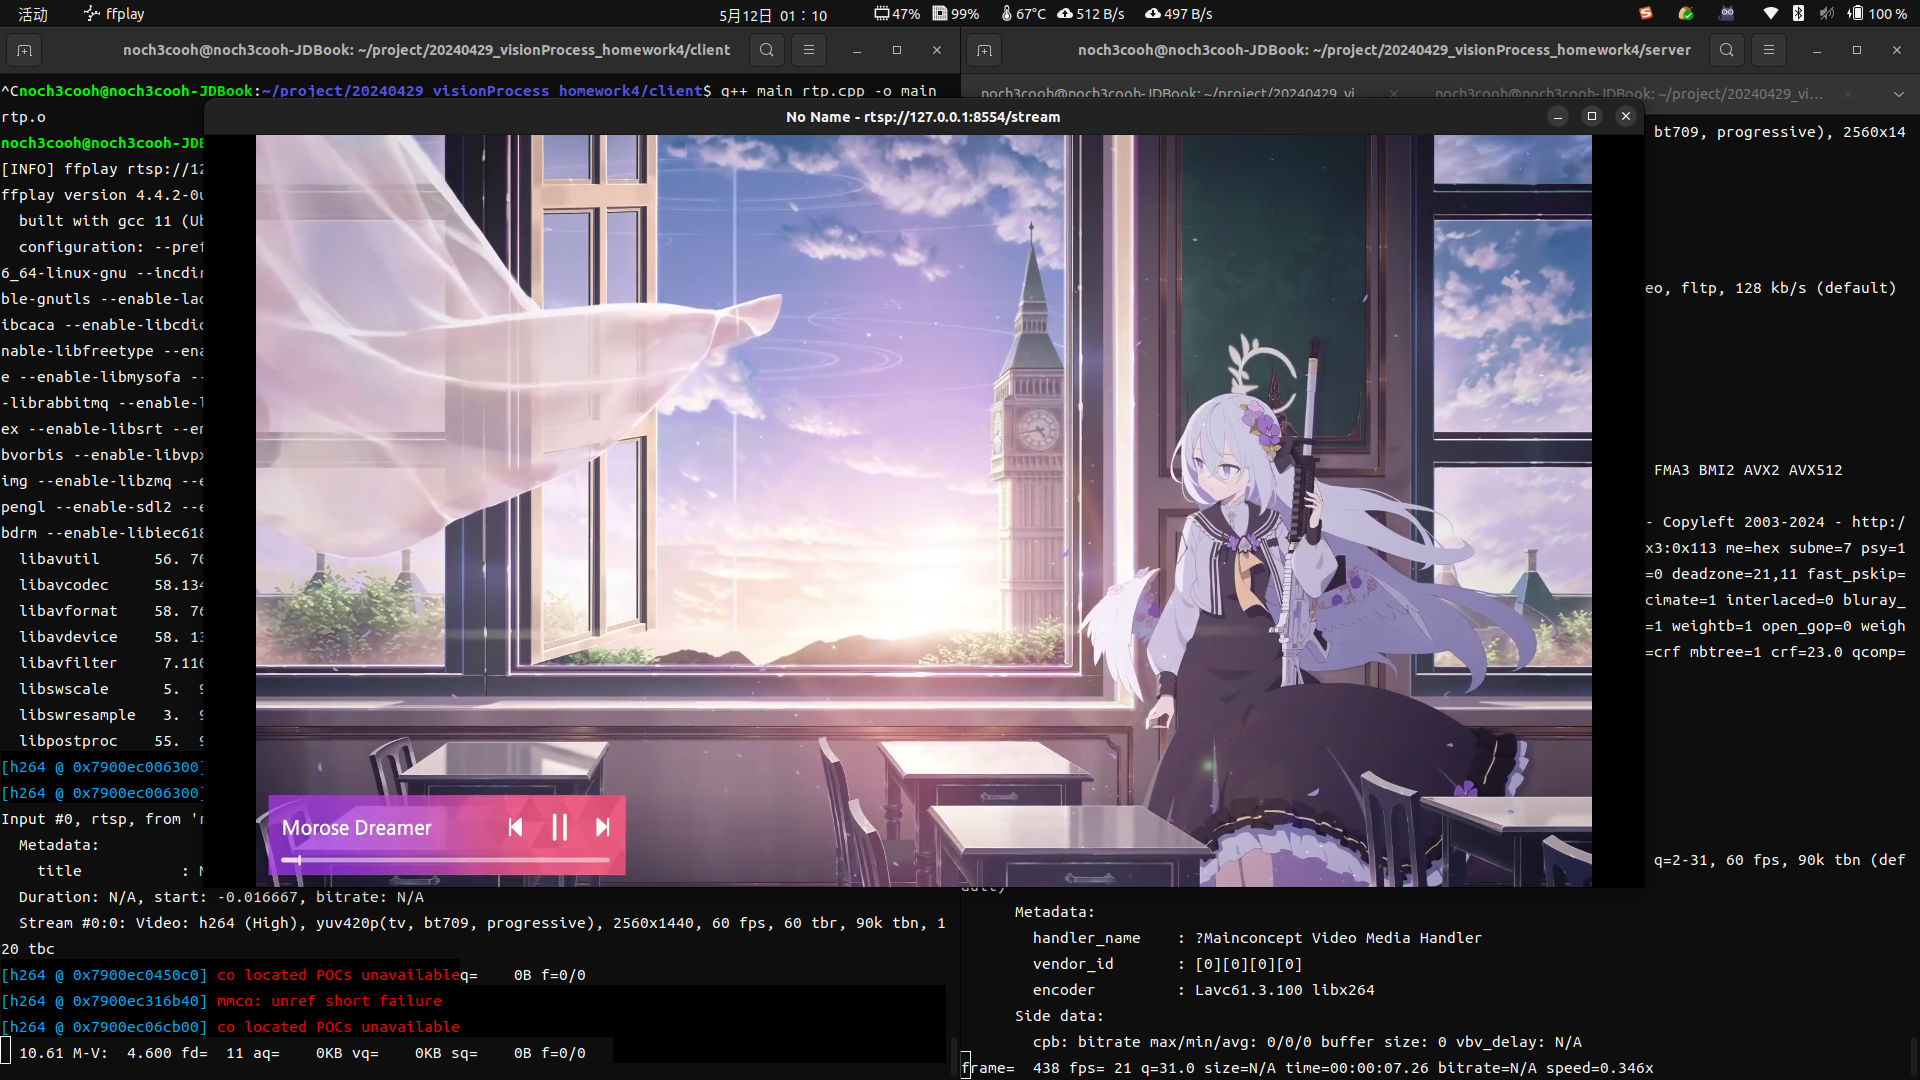 活动 ffplay 5月12日 01：10 47% 99% 67°C 512 B/s 497 B/s 100 %
noch3cooh@noch3cooh-JDBook: ~/project/20240429_visionProcess_homework4/client
noch3cooh@noch3cooh-JDBook: ~/project/20240429_visionProcess_homework4/server
^Cnoch3cooh@noch3cooh-JDBook:~/project/20240429_visionProcess_homework4/client$ g++ main_rtp.cpp -o main
rtp.o
noch3cooh@noch3cooh-JDB
[INFO] ffplay rtsp://12
ffplay version 4.4.2-0u
built with gcc 11 (Ub
configuration: --pref
6_64-linux-gnu --incdir
ble-gnutls --enable-lad
ibcaca --enable-libcdio
nable-libfreetype --ena
e --enable-libmysofa --
-librabbitmq --enable-l
ex --enable-libsrt --en
bvorbis --enable-libvpx
img --enable-libzmq --e
pengl --enable-sdl2 --e
bdrm --enable-libiec618
libavutil 56. 70
libavcodec 58.134
libavformat 58. 76
libavdevice 58. 13
libavfilter 7.110
libswscale 5. 9
libswresample 3. 9
libpostproc 55. 9
[h264 @ 0x7900ec006300]
[h264 @ 0x7900ec006300]
Input #0, rtsp, from 'r
Metadata:
title : N
Duration: N/A, start: -0.016667, bitrate: N/A
Stream #0:0: Video: h264 (High), yuv420p(tv, bt709, progressive), 2560x1440, 60 fps, 60 tbr, 90k tbn, 1
20 tbc
[h264 @ 0x7900ec0450c0] co located POCs unavailableq= 0B f=0/0
[h264 @ 0x7900ec316b40] mmco: unref short failure
[h264 @ 0x7900ec06cb00] co located POCs unavailable
10.61 M-V: 4.600 fd= 11 aq= 0KB vq= 0KB sq= 0B f=0/0
No Name - rtsp://127.0.0.1:8554/stream
Morose Dreamer
noch3cooh@noch3cooh-JDBook: ~/project/20240429_vi
noch3cooh@noch3cooh-JDBook: ~/project/20240429_vi...
bt709, progressive), 2560x14
eo, fltp, 128 kb/s (default)
FMA3 BMI2 AVX2 AVX512
- Copyleft 2003-2024 - http:/
x3:0x113 me=hex subme=7 psy=1
=0 deadzone=21,11 fast_pskip=
cimate=1 interlaced=0 bluray_
=1 weightb=1 open_gop=0 weigh
=crf mbtree=1 crf=23.0 qcomp=
q=2-31, 60 fps, 90k tbn (def
ault)
Metadata:
handler_name : ?Mainconcept Video Media Handler
vendor_id : [0][0][0][0]
encoder : Lavc61.3.100 libx264
Side data:
cpb: bitrate max/min/avg: 0/0/0 buffer size: 0 vbv_delay: N/A
frame= 438 fps= 21 q=31.0 size=N/A time=00:00:07.26 bitrate=N/A speed=0.346x